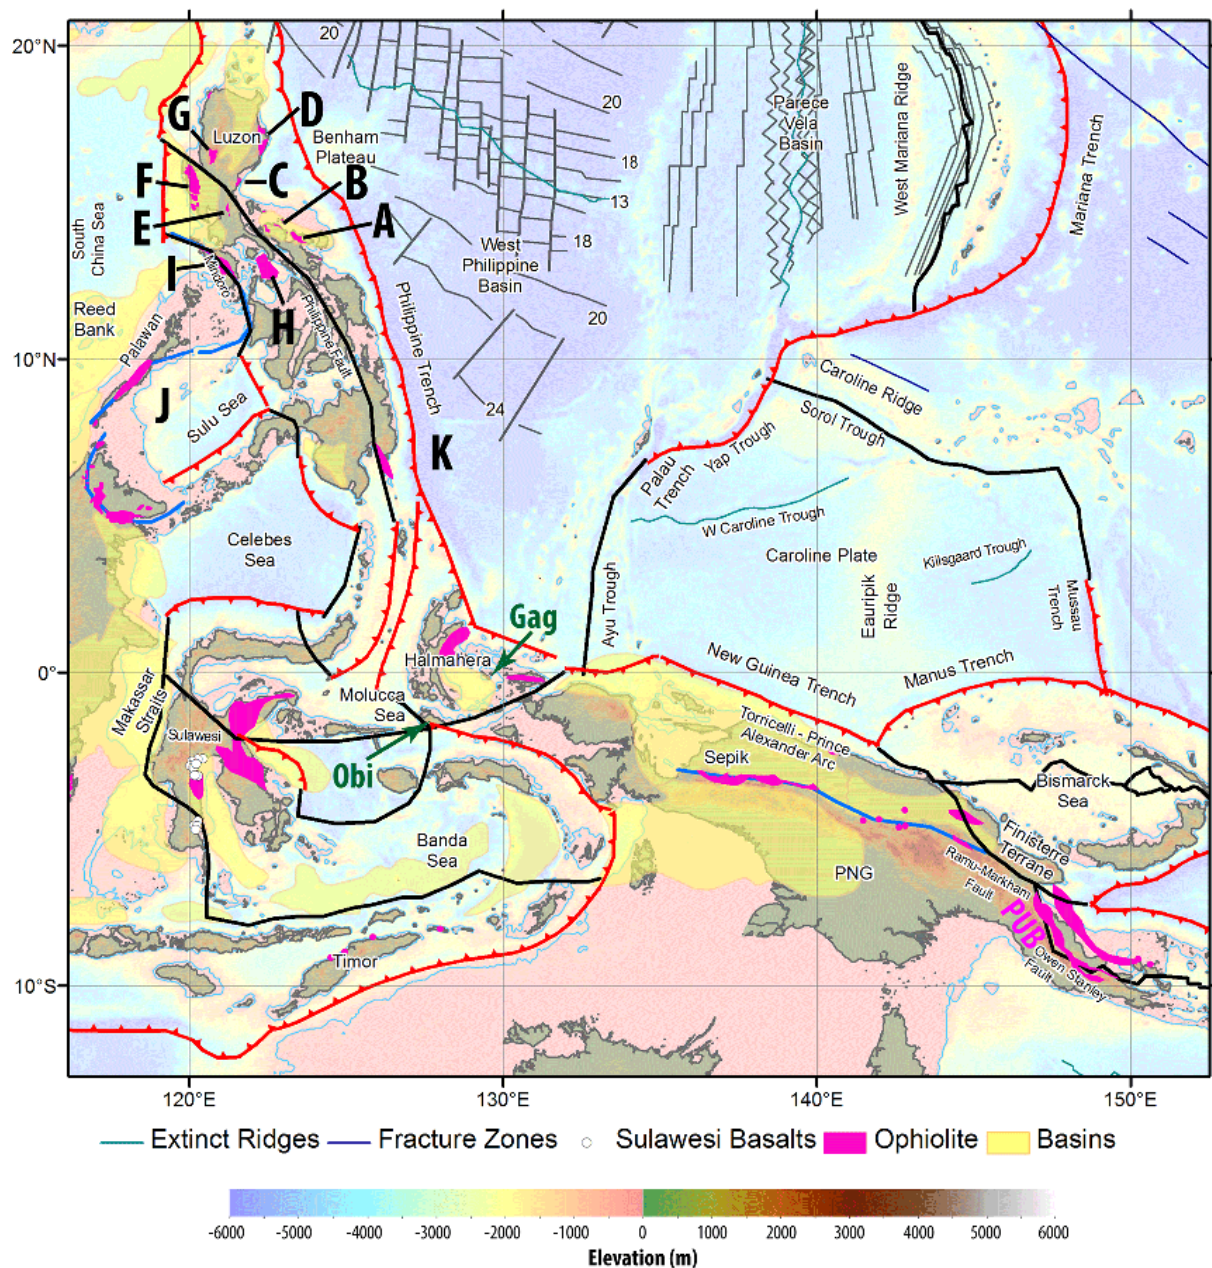 20°N
10°N
0°
10°S
120°E
130°E
140°E
150°E
20
20
18
13
18
20
24
G
D
F
C
B
E
A
I
H
J
K
Luzon
Benham
Plateau
South
China Sea
Reed
Bank
Mindoro
Palawan
Philippine Fault
Philippine Trench
Sulu Sea
West
Philippine
Basin
Parece
Vela
Basin
West Mariana Ridge
Mariana Trench
Caroline Ridge
Sorol Trough
Yap Trough
Palau
Trench
W Caroline Trough
Caroline Plate
Kiilsgaard Trough
Eauripik
Ridge
Mussau
Trench
Ayu Trough
Celebes
Sea
Gag
Halmahera
Molucca
Sea
Makassar
Straits
Sulawesi
Obi
New Guinea Trench
Manus Trench
Torricelli - Prince
Alexander Arc
Sepik
Bismarck
Sea
Finisterre
Terrane
Ramu-Markham
Fault
Banda
Sea
PNG
PUB
Owen Stanley
Fault
Timor
Extinct Ridges
Fracture Zones
Sulawesi Basalts
Ophiolite
Basins
-6000 -5000 -4000 -3000 -2000 -1000 0 1000 2000 3000 4000 5000 6000
Elevation (m)